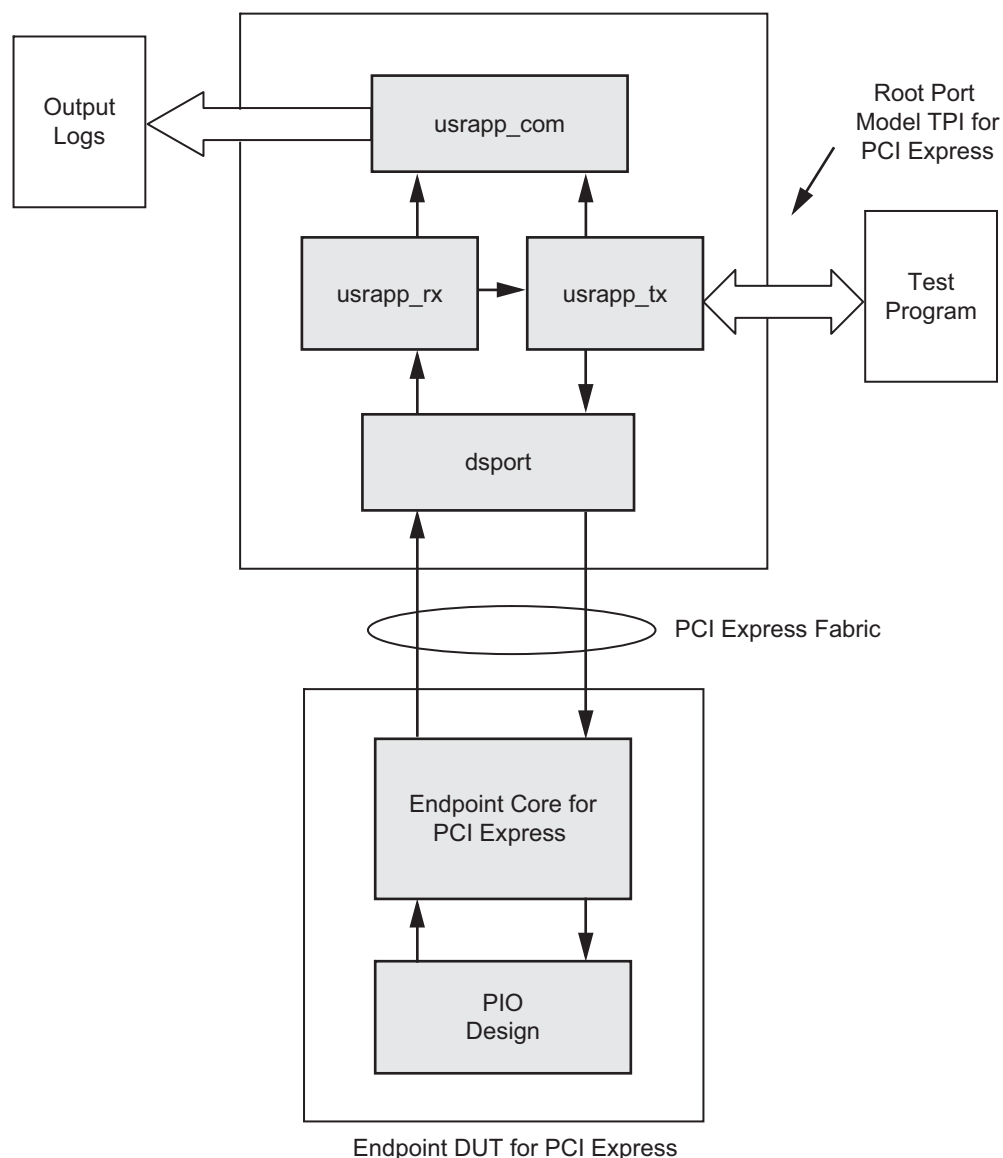 Output
Logs
usrapp_com
Root Port
Model TPI for
PCI Express
usrapp_rx
usrapp_tx
Test
Program
dsport
PCI Express Fabric
Endpoint Core for
PCI Express
PIO
Design
Endpoint DUT for PCI Express